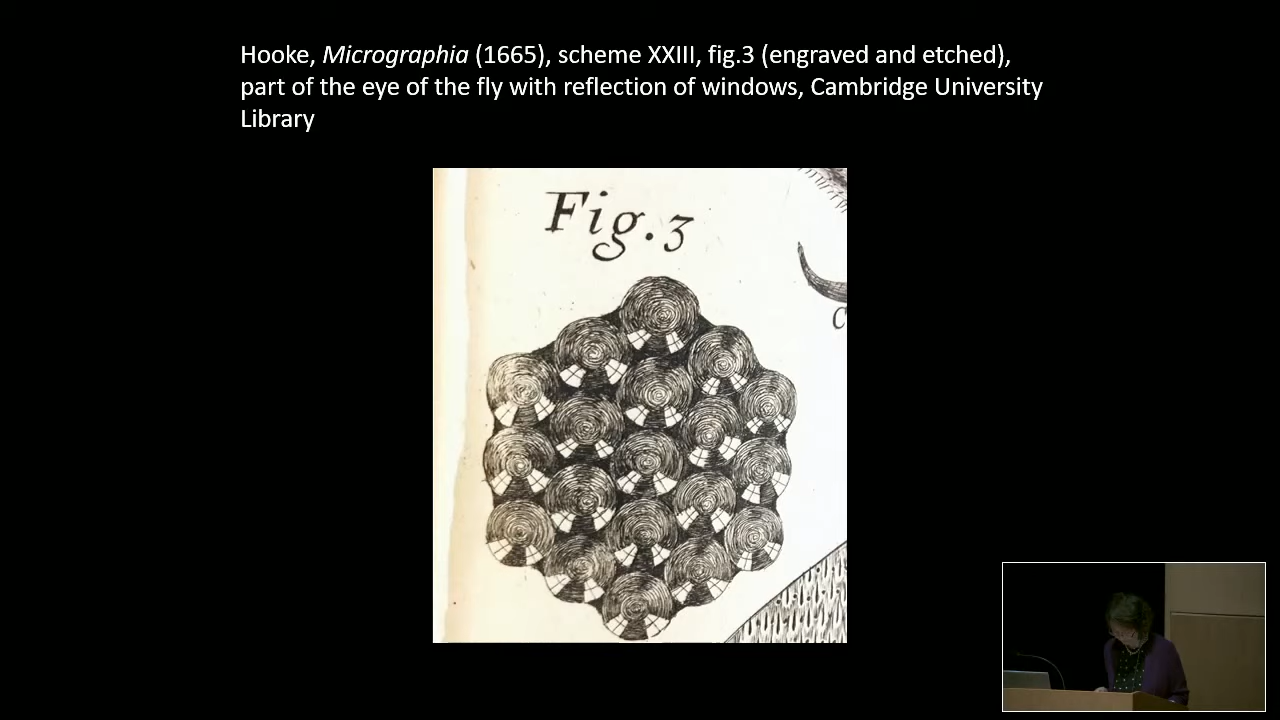 Hooke, Micrographia (1665), scheme XXIII, fig.3 (engraved and etched),
part of the eye of the fly with reflection of windows, Cambridge University
Library
Fig. 3
C